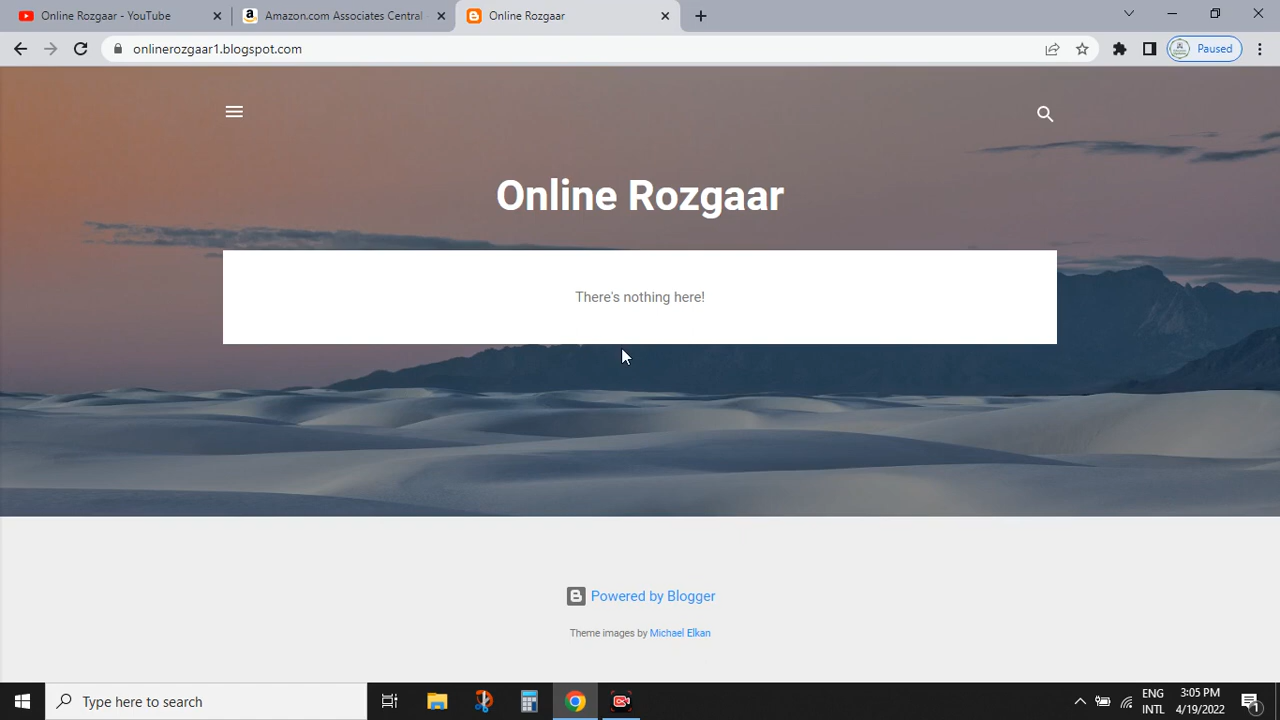 Online Rozgaar - YouTube
Amazon.com Associates Central -
Online Rozgaar
onlinerozgaar1.blogspot.com
Paused
Online Rozgaar
There's nothing here!
Powered by Blogger
Theme images by Michael Elkan
Type here to search
ENG
INTL
3:05 PM
4/19/2022
1